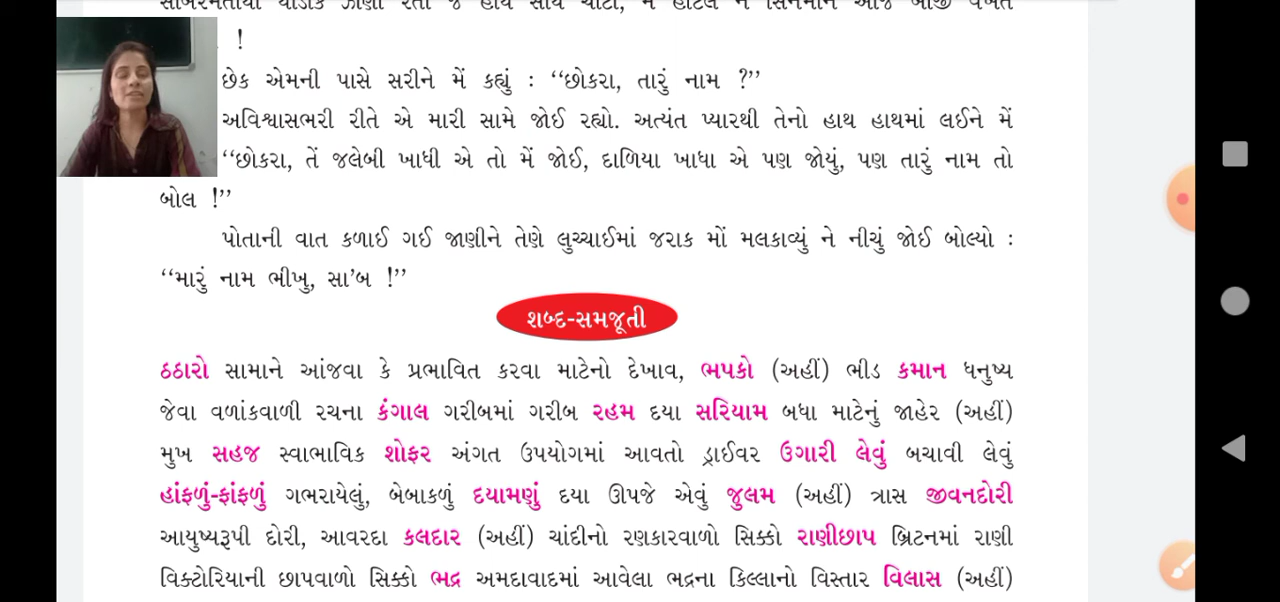 !
છેક એમની પાસે સરીને મેં કહ્યું : “છોકરા, તારું નામ ?”
અવિશ્વાસભરી રીતે એ મારી સામે જોઈ રહ્યો. અત્યંત પ્યારથી તેનો હાથ હાથમાં લઈને મેં
“છોકરા, તેં જલેબી ખાધી એ તો મેં જોઈ, દાળિયા ખાધા એ પણ જોયું, પણ તારું નામ તો
બોલ !”
પોતાની વાત કળાઈ ગઈ જાણીને તેણે લુચ્ચાઈમાં જરાક મોં મલકાવ્યું ને નીચું જોઈ બોલ્યો :
“મારું નામ ભીખુ, સા’બ !”
શબ્દ-સમજૂતી
ઠઠારો સામાને આંજવા કે પ્રભાવિત કરવા માટેનો દેખાવ, ભપકો (અહીં) ભીડ કમાન ધનુષ્ય
જેવા વળાંકવાળી રચના કંગાલ ગરીબમાં ગરીબ રહમ દયા સરિયામ બધા માટેનું જાહેર (અહીં)
મુખ સહજ સ્વાભાવિક શોફર અંગત ઉપયોગમાં આવતો ડ્રાઈવર ઉગારી લેવું બચાવી લેવું
હાંફળું-ફાંફળું ગભરાયેલું, બેબાકળું દયામણું દયા ઊપજે એવું જુલમ (અહીં) ત્રાસ જીવનદોરી
આયુષ્યરૂપી દોરી, આવરદા કલદાર (અહીં) ચાંદીનો રણકારવાળો સિક્કો રાણીછાપ બ્રિટનમાં રાણી
વિક્ટોરિયાની છાપવાળો સિક્કો ભદ્ર અમદાવાદમાં આવેલા ભદ્રના કિલ્લાનો વિસ્તાર વિલાસ (અહીં)